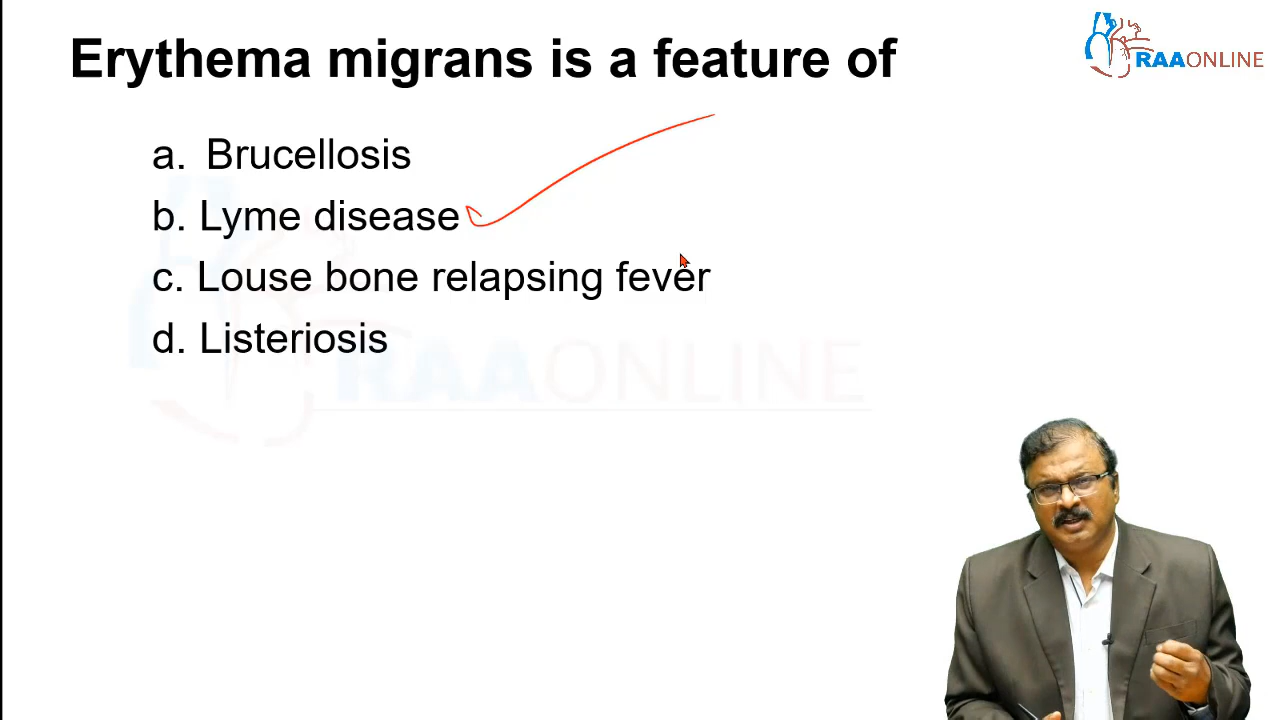 Erythema migrans is a feature of
RAAONLINE
a. Brucellosis
b. Lyme disease
c. Louse bone relapsing fever
d. Listeriosis
RAAONLINE